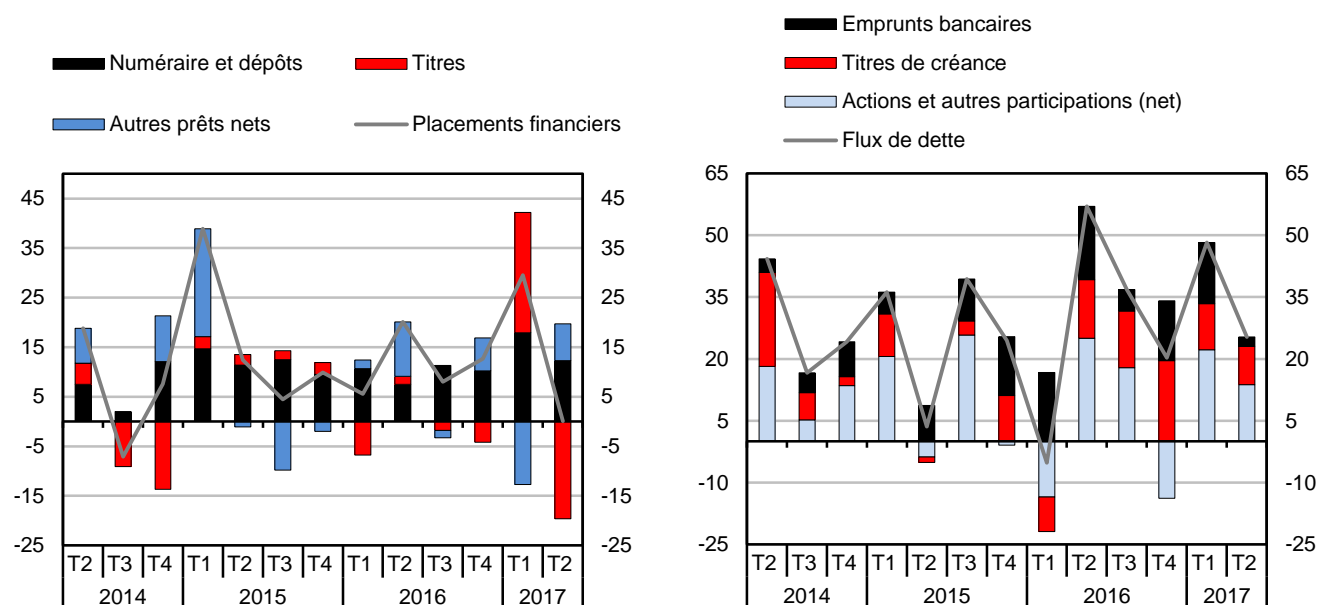 Numéraire et dépôts Titres
Autres prêts nets Placements financiers
45 45
35 35
25 25
15 15
5 5
-5 -5
-15 -15
-25 -25
T2 T3 T4 T1 T2 T3 T4 T1 T2 T3 T4 T1 T2
2014 2015 2016 2017
Emprunts bancaires
Titres de créance
Actions et autres participations (net)
Flux de dette
65 65
50 50
35 35
20 20
5 5
-10 -10
-25 -25
T2 T3 T4 T1 T2 T3 T4 T1 T2 T3 T4 T1 T2
2014 2015 2016 2017